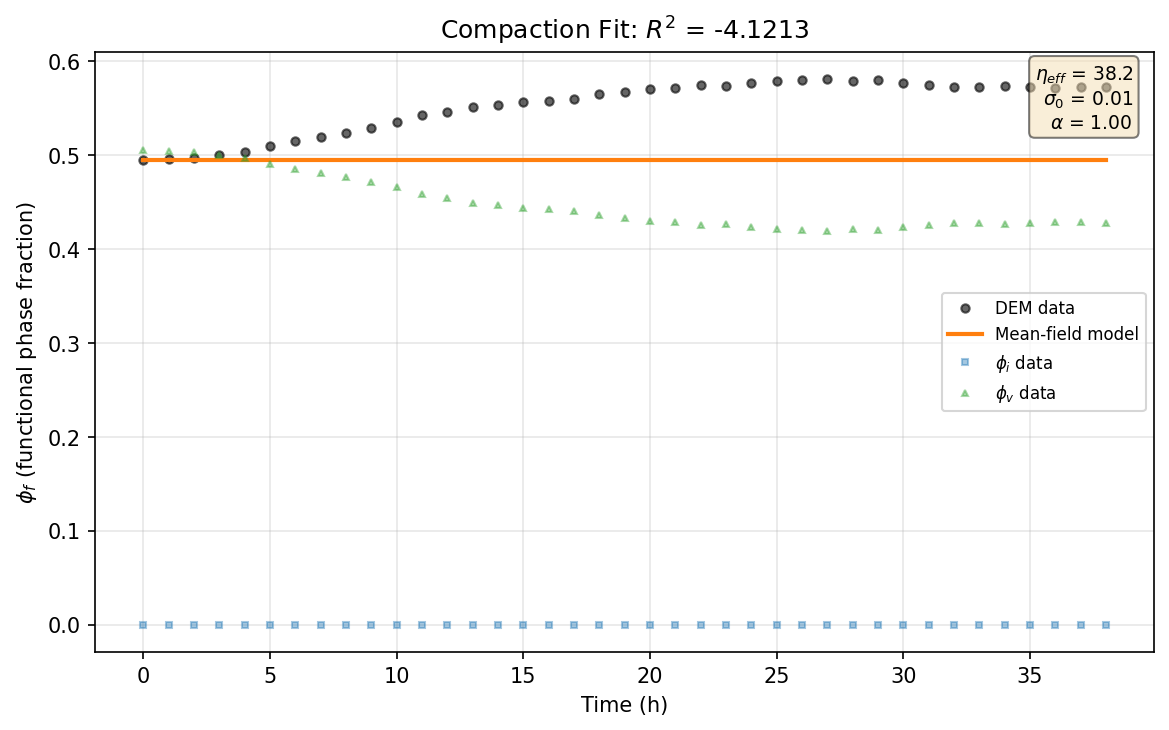 Compaction Fit: R² = -4.1213
η_eff = 38.2
σ₀ = 0.01
α = 1.00
0.6
0.5
0.4
0.3
0.2
0.1
0.0
ϕ_f (functional phase fraction)
DEM data
Mean-field model
ϕ_i data
ϕ_v data
0 5 10 15 20 25 30 35
Time (h)